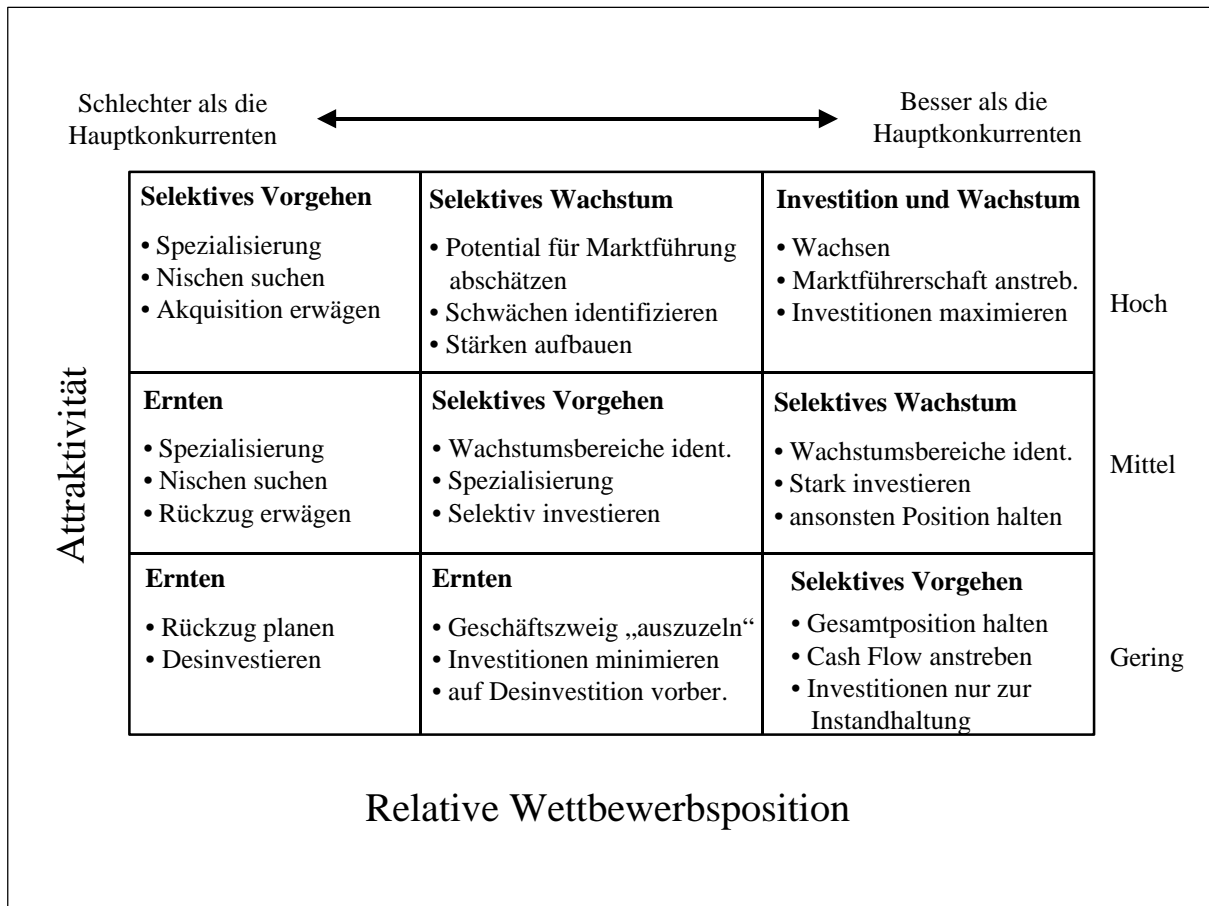 Schlechter als die
Hauptkonkurrenten
Besser als die
Hauptkonkurrenten
Selektives Vorgehen
• Spezialisierung
• Nischen suchen
• Akquisition erwägen
Selektives Wachstum
• Potential für Marktführung
abschätzen
• Schwächen identifizieren
• Stärken aufbauen
Investition und Wachstum
• Wachsen
• Marktführerschaft anstreb.
• Investitionen maximieren
Hoch
Attraktivität
Ernten
• Spezialisierung
• Nischen suchen
• Rückzug erwägen
Selektives Vorgehen
• Wachstumsbereiche ident.
• Spezialisierung
• Selektiv investieren
Selektives Wachstum
• Wachstumsbereiche ident.
• Stark investieren
• ansonsten Position halten
Mittel
Ernten
• Rückzug planen
• Desinvestieren
Ernten
• Geschäftszweig „auszuzeln“
• Investitionen minimieren
• auf Desinvestition vorber.
Selektives Vorgehen
• Gesamtposition halten
• Cash Flow anstreben
• Investitionen nur zur
Instandhaltung
Gering
Relative Wettbewerbsposition